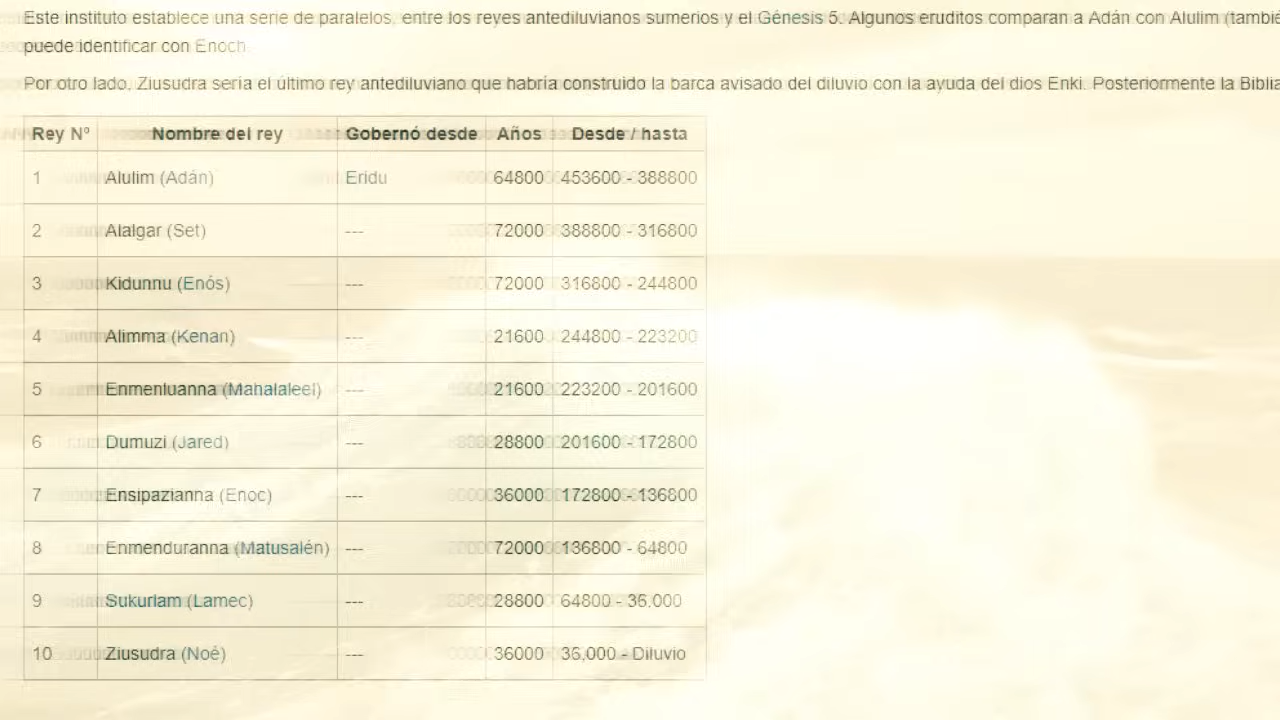 Este instituto establece una serie de paralelos, entre los reyes antediluvianos sumerios y el Génesis 5. Algunos eruditos comparan a Adán con Alulim (tambié
puede identificar con Enoch.
Por otro lado, Ziusudra sería el último rey antediluviano que habría construido la barca avisado del diluvio con la ayuda del dios Enki. Posteriormente la Biblia
Rey Nº Nombre del rey Gobernó desde Años Desde / hasta
1 Alulim (Adán) Eridu 64800 453600 - 388800
2 Alalgar (Set) --- 72000 388800 - 316800
3 Kidunnu (Enós) --- 72000 316800 - 244800
4 Alimma (Kenan) --- 21600 244800 - 223200
5 Enmenluanna (Mahalaleel) --- 21600 223200 - 201600
6 Dumuzi (Jared) --- 28800 201600 - 172800
7 Ensipazianna (Enoc) --- 36000 172800 - 136800
8 Enmenduranna (Matusalén) --- 72000 136800 - 64800
9 Sukurlam (Lamec) --- 28800 64800 - 36.000
10 Ziusudra (Noé) --- 36000 36,000 - Diluvio